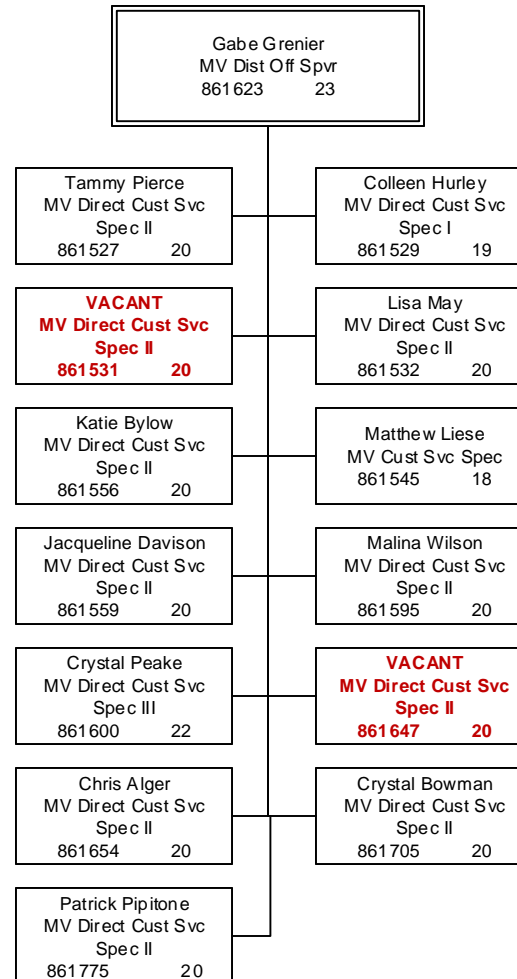 Gabe Grenier
MV Dist Off Spvr
861623 23
Tammy Pierce
MV Direct Cust Svc
Spec II
861527 20
Colleen Hurley
MV Direct Cust Svc
Spec I
861529 19
VACANT
MV Direct Cust Svc
Spec II
861531 20
Lisa May
MV Direct Cust Svc
Spec II
861532 20
Katie Bylow
MV Direct Cust Svc
Spec II
861556 20
Matthew Liese
MV Cust Svc Spec
861545 18
Jacqueline Davison
MV Direct Cust Svc
Spec II
861559 20
Malina Wilson
MV Direct Cust Svc
Spec II
861595 20
Crystal Peake
MV Direct Cust Svc
Spec III
861600 22
VACANT
MV Direct Cust Svc
Spec II
861647 20
Chris Alger
MV Direct Cust Svc
Spec II
861654 20
Crystal Bowman
MV Direct Cust Svc
Spec II
861705 20
Patrick Pipitone
MV Direct Cust Svc
Spec II
861775 20